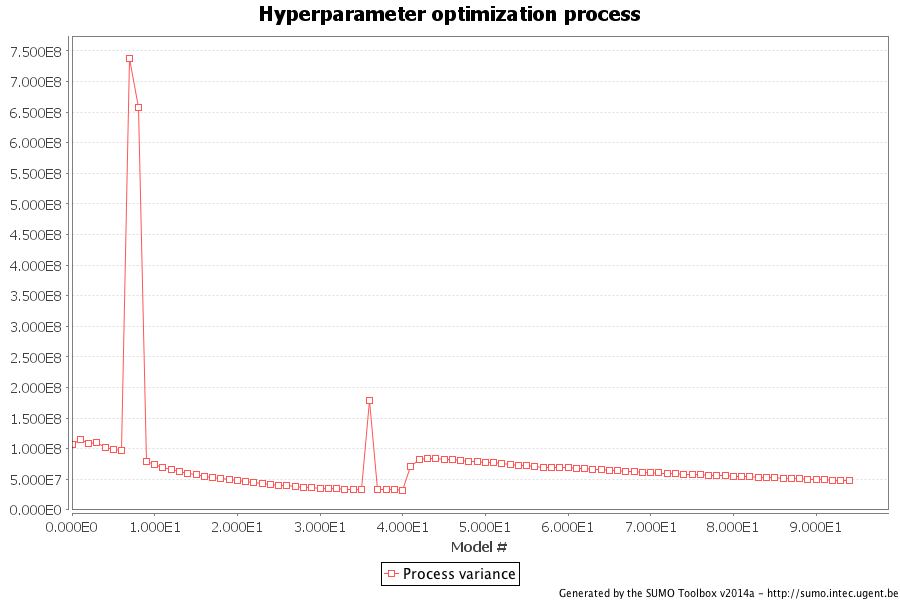 Hyperparameter optimization process
7.500E8
7.000E8
6.500E8
6.000E8
5.500E8
5.000E8
4.500E8
4.000E8
3.500E8
3.000E8
2.500E8
2.000E8
1.500E8
1.000E8
5.000E7
0.000E0
0.000E0 1.000E1 2.000E1 3.000E1 4.000E1 5.000E1 6.000E1 7.000E1 8.000E1 9.000E1
Model #
Process variance
Generated by the SUMO Toolbox v2014a - http://sumo.intec.ugent.be